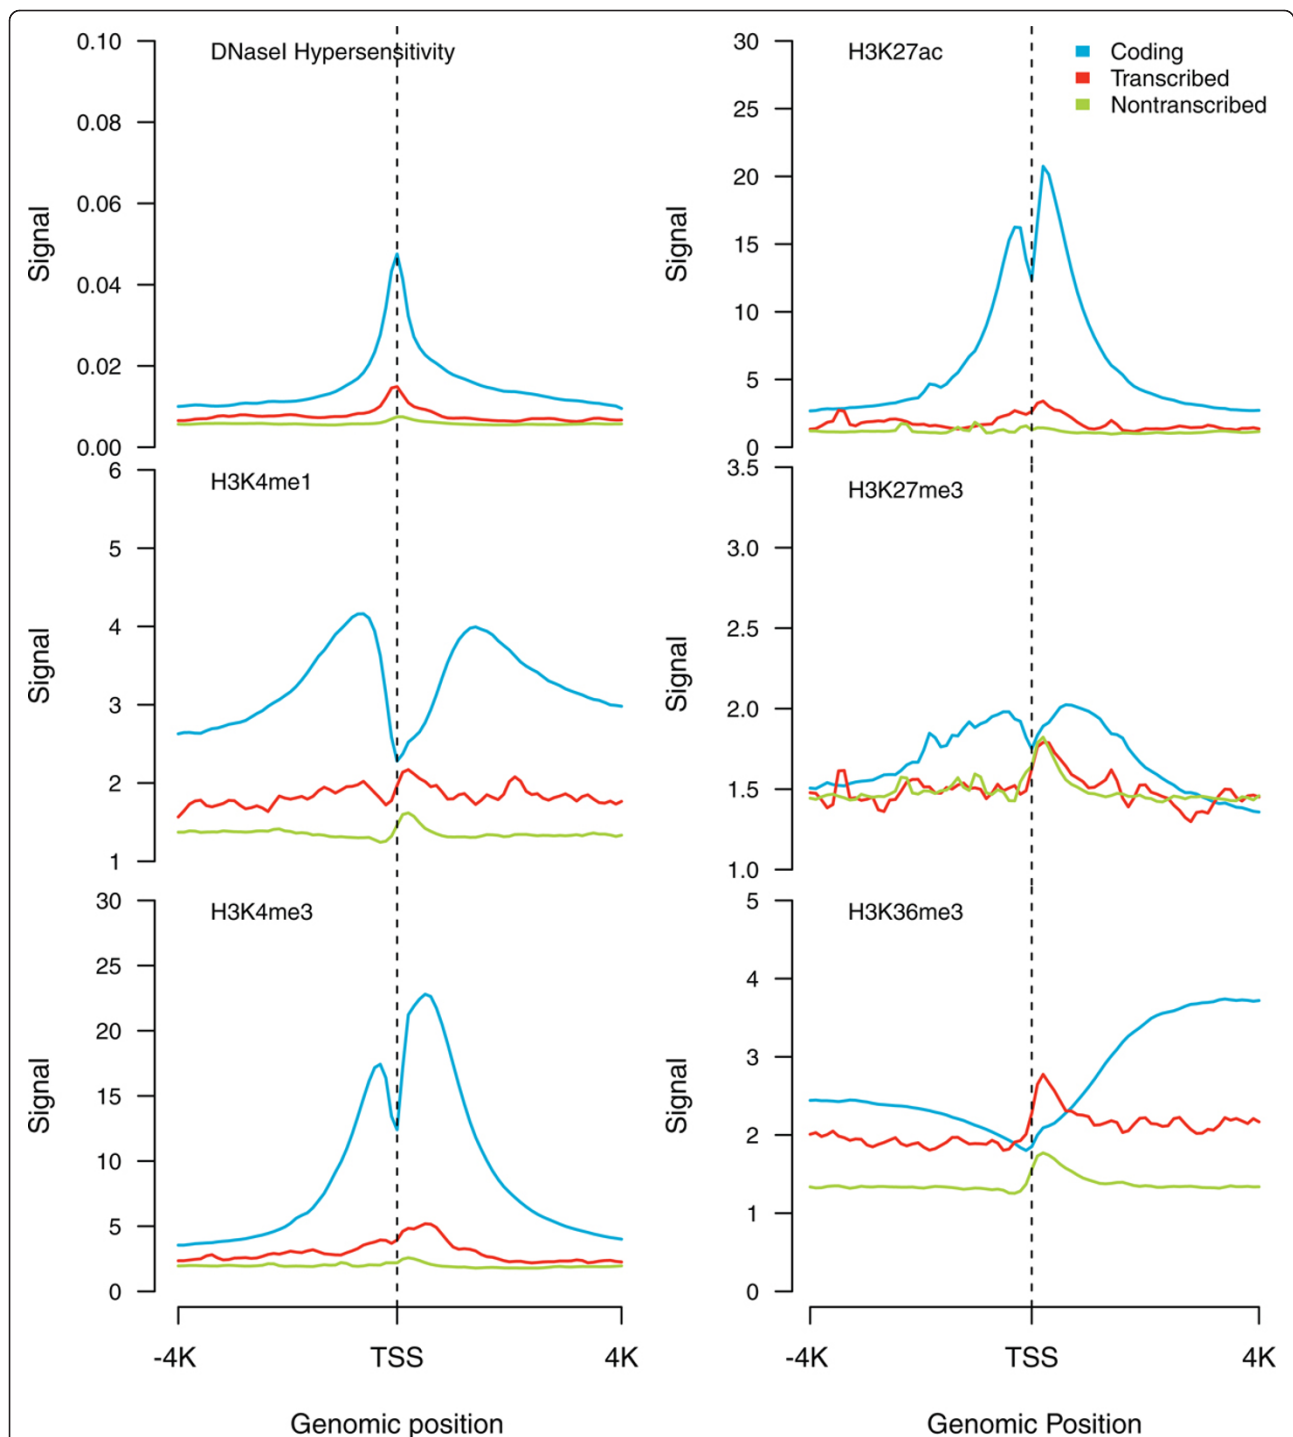 DNaseI Hypersensitivity
0.10
0.08
0.06
0.04
0.02
0.00
Signal
H3K27ac
30
25
20
15
10
5
0
Signal
Coding
Transcribed
Nontranscribed
H3K4me1
6
5
4
3
2
1
Signal
H3K27me3
3.5
3.0
2.5
2.0
1.5
1.0
Signal
H3K4me3
30
25
20
15
10
5
0
Signal
-4K TSS 4K
Genomic position
H3K36me3
5
4
3
2
1
0
Signal
-4K TSS 4K
Genomic Position